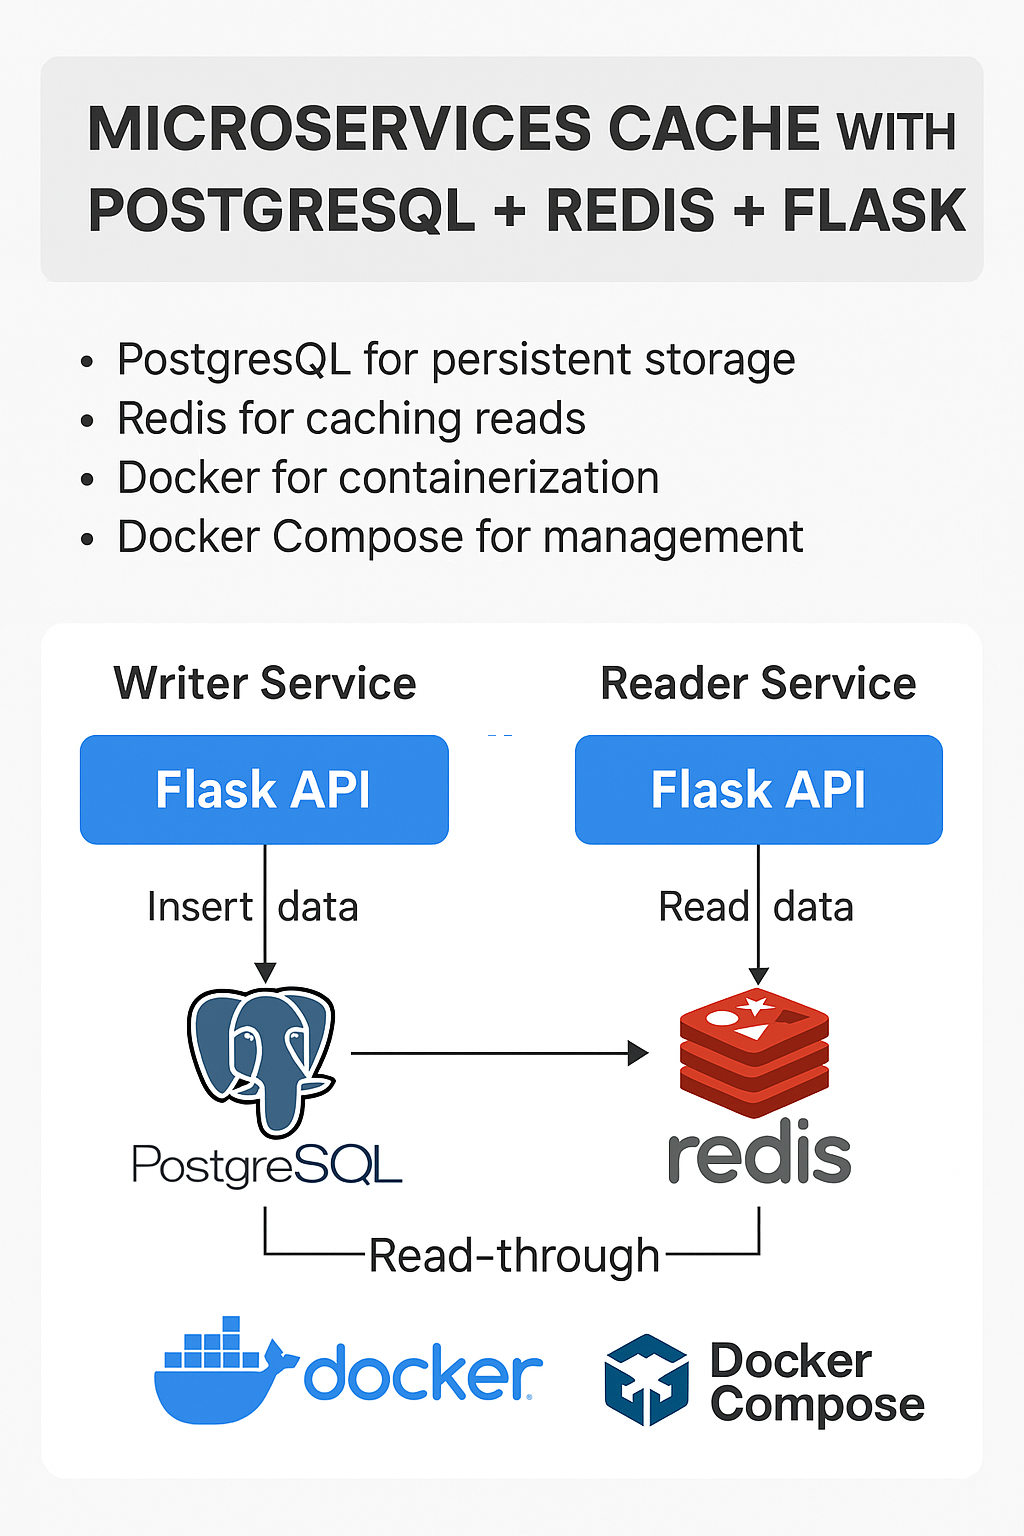 MICROSERVICES CACHE WITH
POSTGRESQL + REDIS + FLASK
• PostgresQL for persistent storage
• Redis for caching reads
• Docker for containerization
• Docker Compose for management
Writer Service
Reader Service
Flask API
Flask API
Insert data
Read data
PostgreSQL
redis
Read-through
docker
Docker
Compose